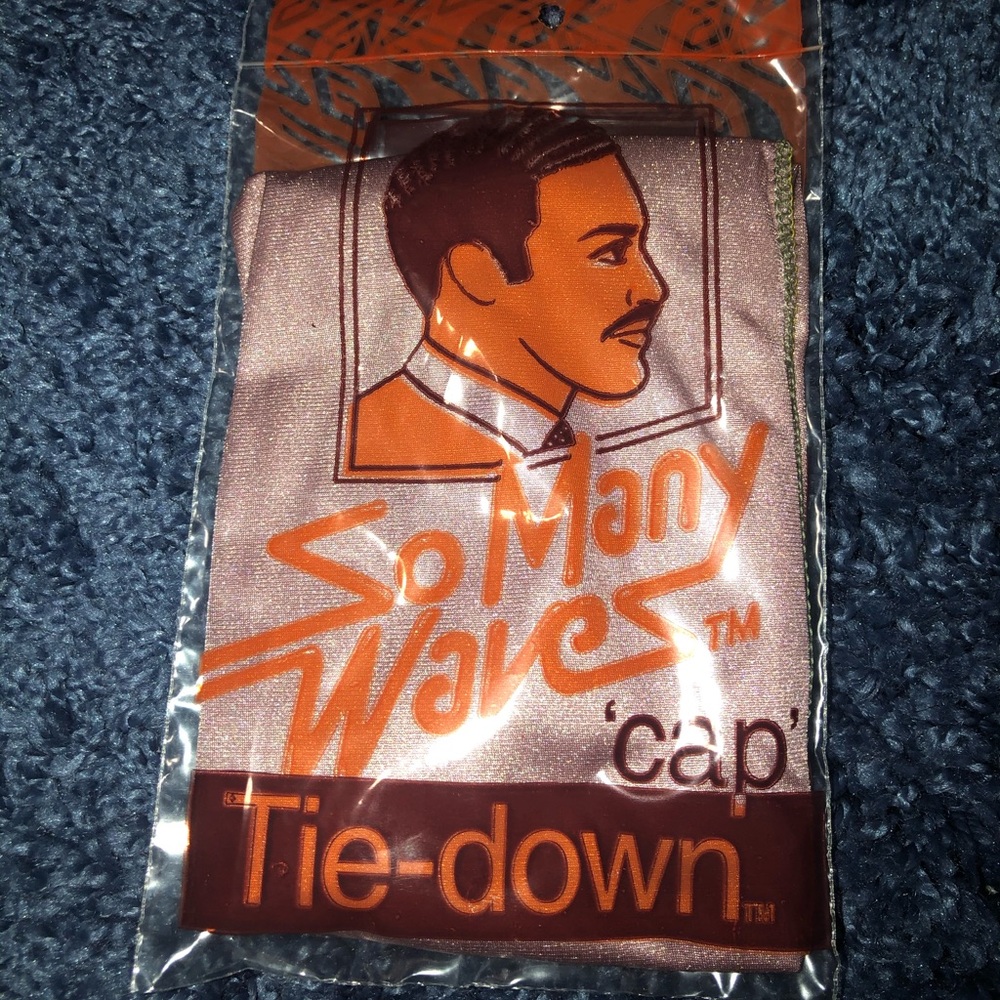 So Many
Waves™
'cap'
Tie-down™